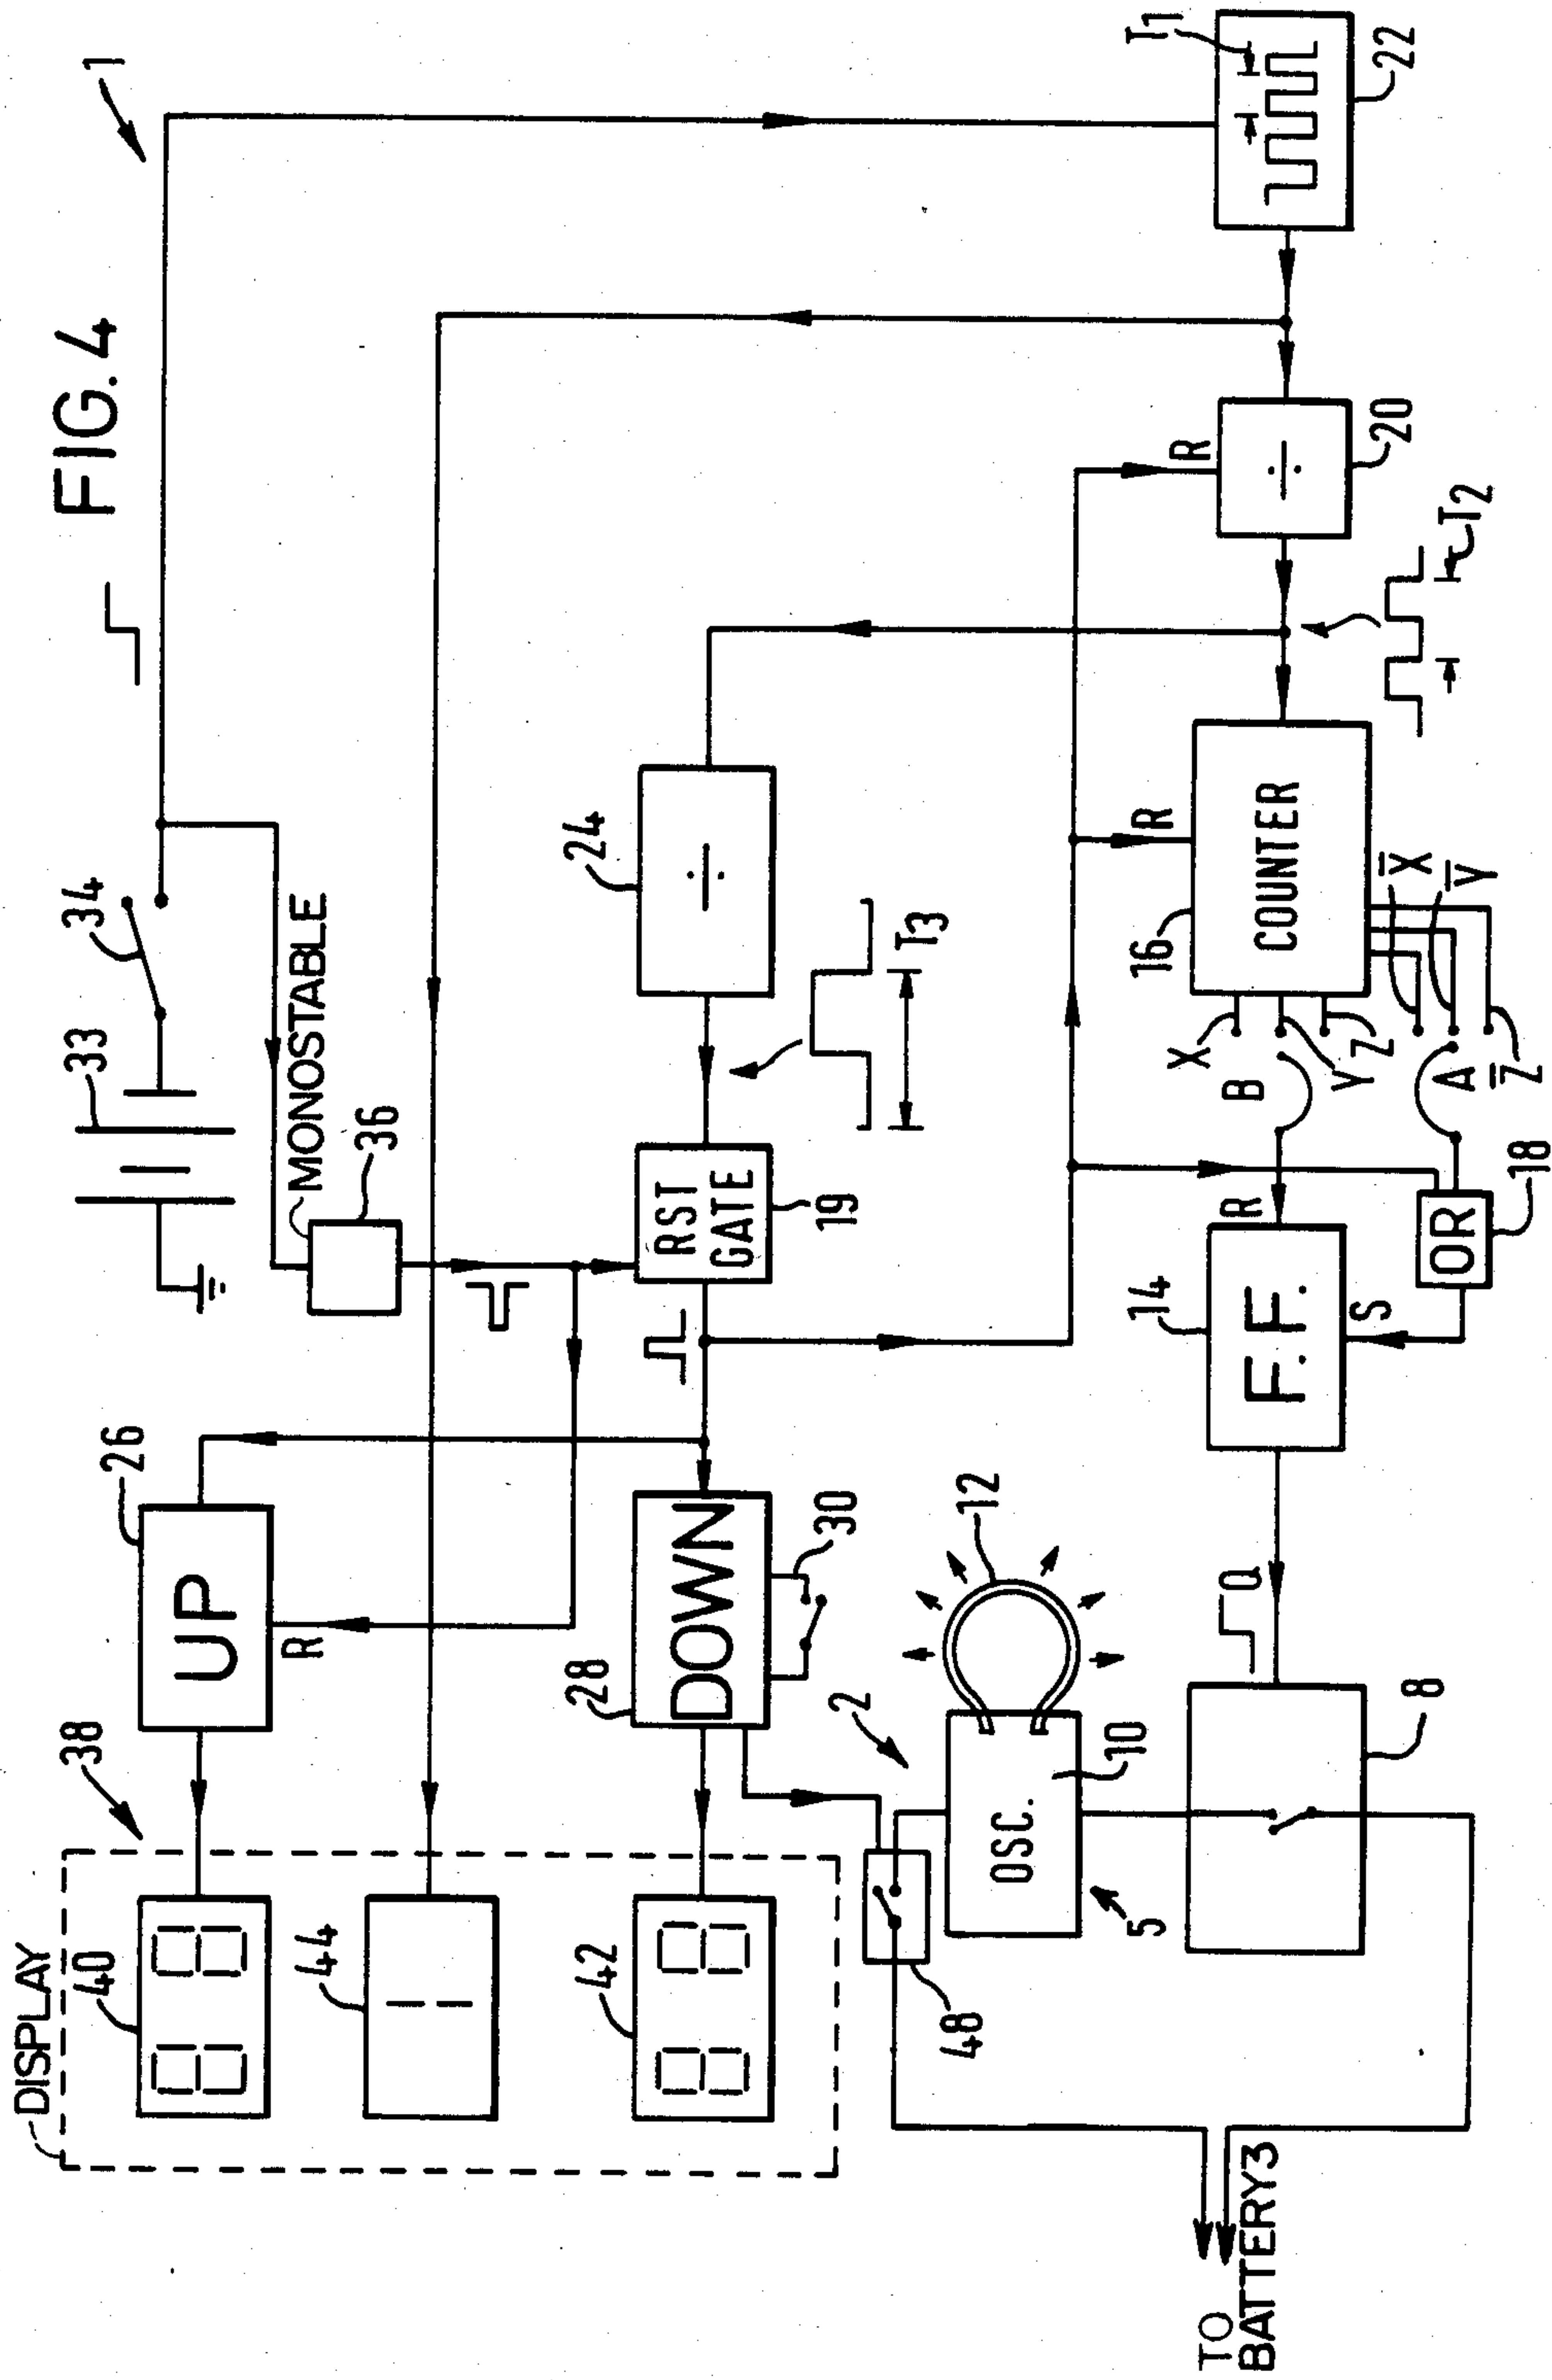 FIG. 4
1
DISPLAY
38
40
44
42
UP
26
R
DOWN
28
30
33
34
MONOSTABLE
36
RST
GATE
19
24
÷
T3
T1
22
÷
20
R
T2
COUNTER
16
R
X
Y
Z
X̅
Y̅
Z̅
B
A
OR
18
F.F.
14
R
S
Q
8
2
OSC.
10
12
5
48
TO
BATTERY3